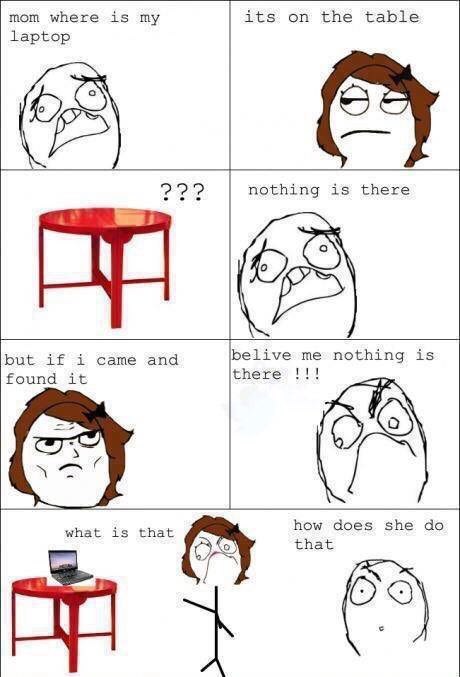 mom where is my
laptop
its on the table
???
nothing is there
but if i came and
found it
belive me nothing is
there !!!
what is that
how does she do
that